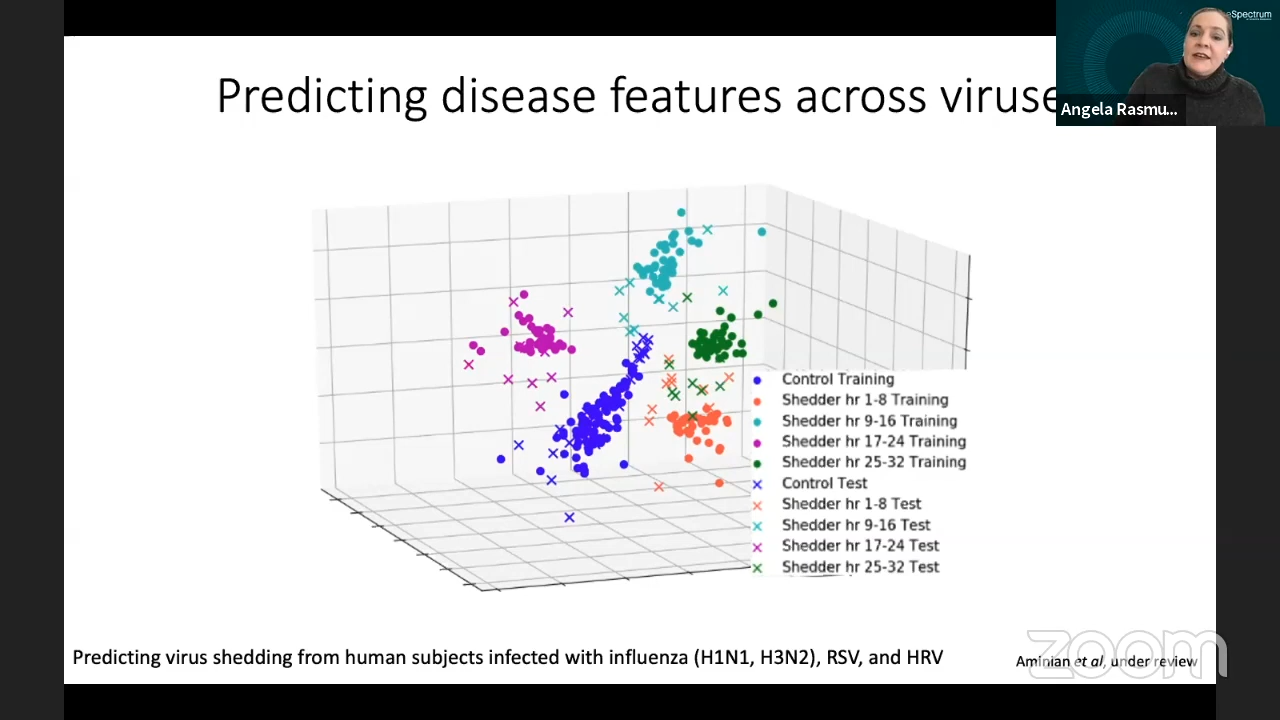 eSpectrum
Predicting disease features across viruse
Angela Rasmu...
Control Training
Shedder hr 1-8 Training
Shedder hr 9-16 Training
Shedder hr 17-24 Training
Shedder hr 25-32 Training
Control Test
Shedder hr 1-8 Test
Shedder hr 9-16 Test
Shedder hr 17-24 Test
Shedder hr 25-32 Test
Predicting virus shedding from human subjects infected with influenza (H1N1, H3N2), RSV, and HRV
Aminian et al, under review
zoom